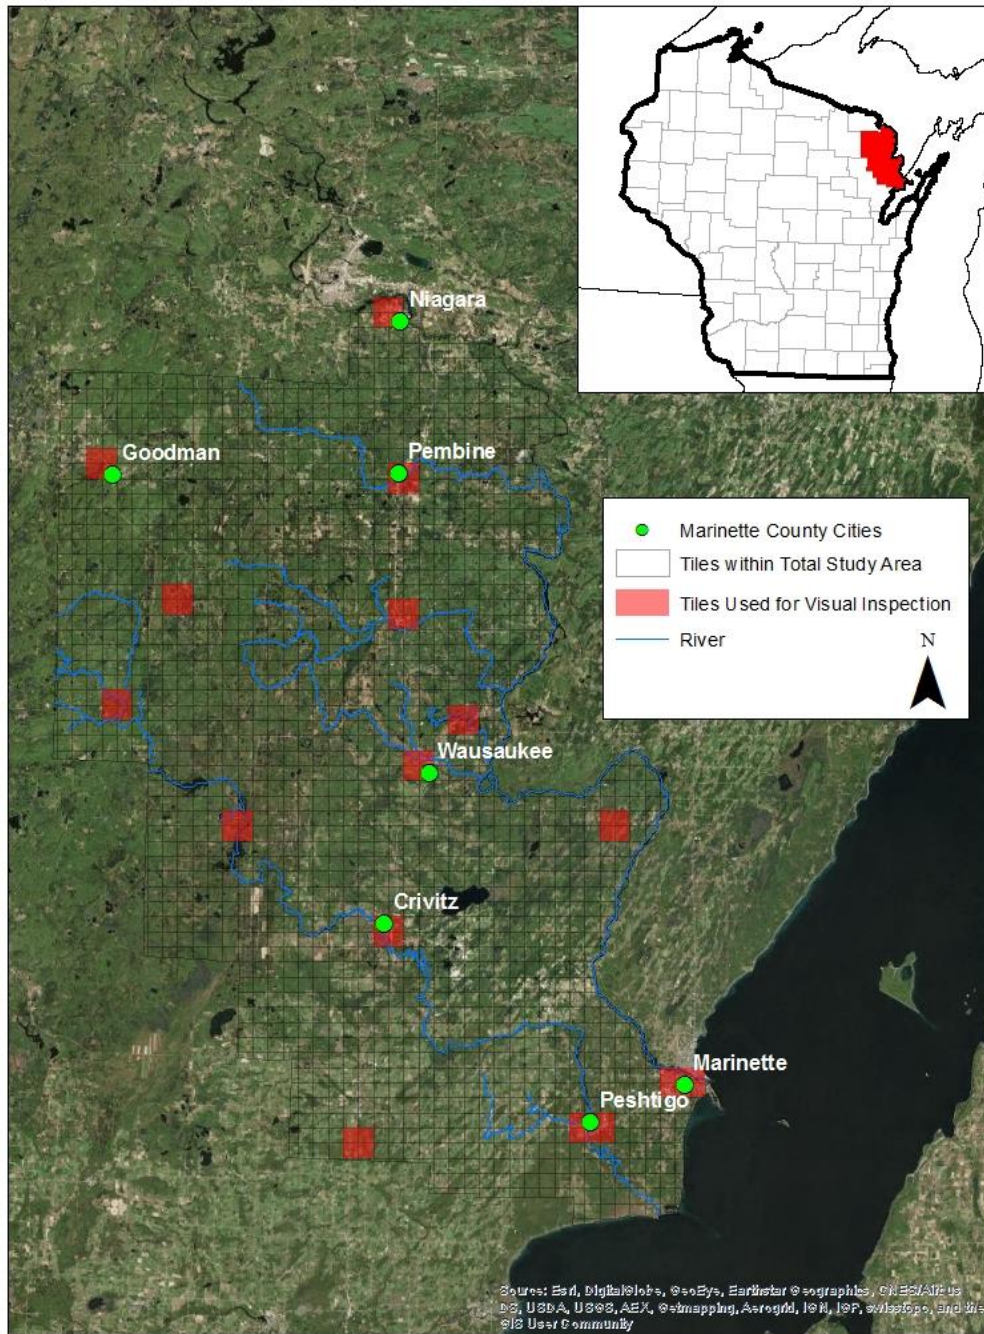 Niagara
Goodman
Pembine
Marinette County Cities
Tiles within Total Study Area
Tiles Used for Visual Inspection
River
N
Wausaukee
Crivitz
Marinette
Peshtigo
Source: Esri, DigitalGlobe, GeoEye, Earthstar Geographics, CNES/Airbus
DS, USDA, USGS, AEX, Getmapping, Aerogrid, IGN, IGP, swisstopo, and the
GIS User Community